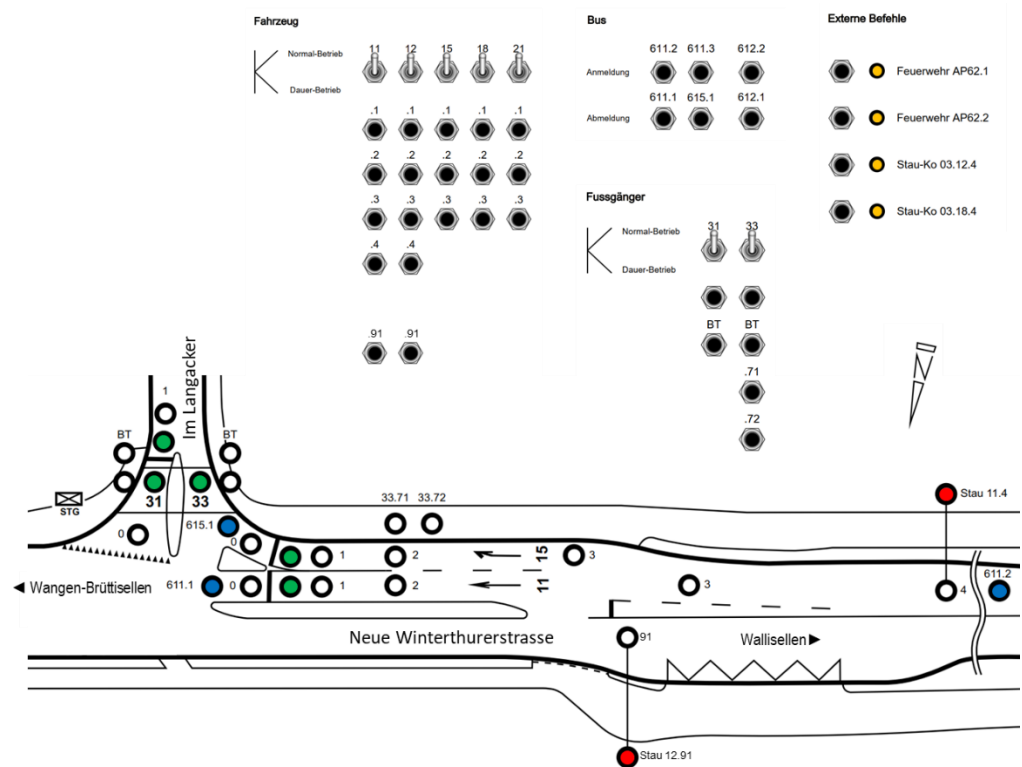 Fahrzeug
Normal-Betrieb
Dauer-Betrieb
11 12 15 18 21
.1 .1 .1 .1 .1
.2 .2 .2 .2 .2
.3 .3 .3 .3 .3
.4 .4
.91 .91
Bus
611.2 611.3 612.2
Anmeldung
611.1 615.1 612.1
Abmeldung
Externe Befehle
Feuerwehr AP62.1
Feuerwehr AP62.2
Stau-Ko 03.12.4
Stau-Ko 03.18.4
Fussgänger
Normal-Betrieb
Dauer-Betrieb
31 33
BT BT
.71
.72
N
1
Im Langacker
BT BT
31 33
STG
0
615.1
0
33.71 33.72
1 2 15 3
Stau 11.4
◄ Wangen-Brüttisellen
611.1 0 1 2 11 3
4
611.2
Neue Winterthurerstrasse
91
Wallisellen ►
Stau 12.91